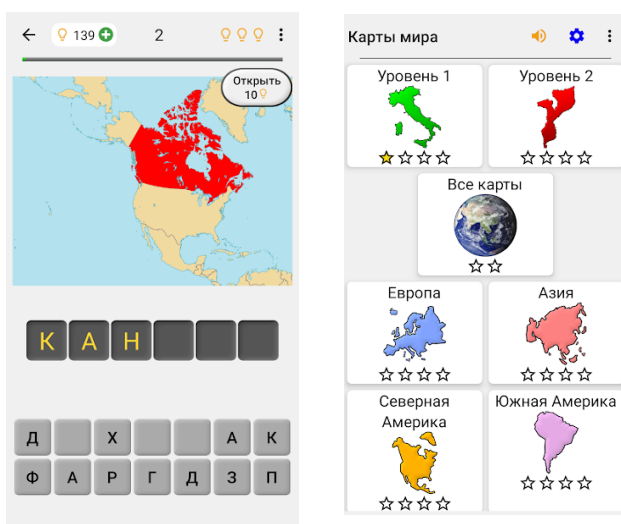 139 2
Открыть
10
К А Н
Д Х А К
Ф А Р Г Д З П
Карты мира
Уровень 1 Уровень 2
Все карты
Европа Азия
Северная Южная Америка
Америка